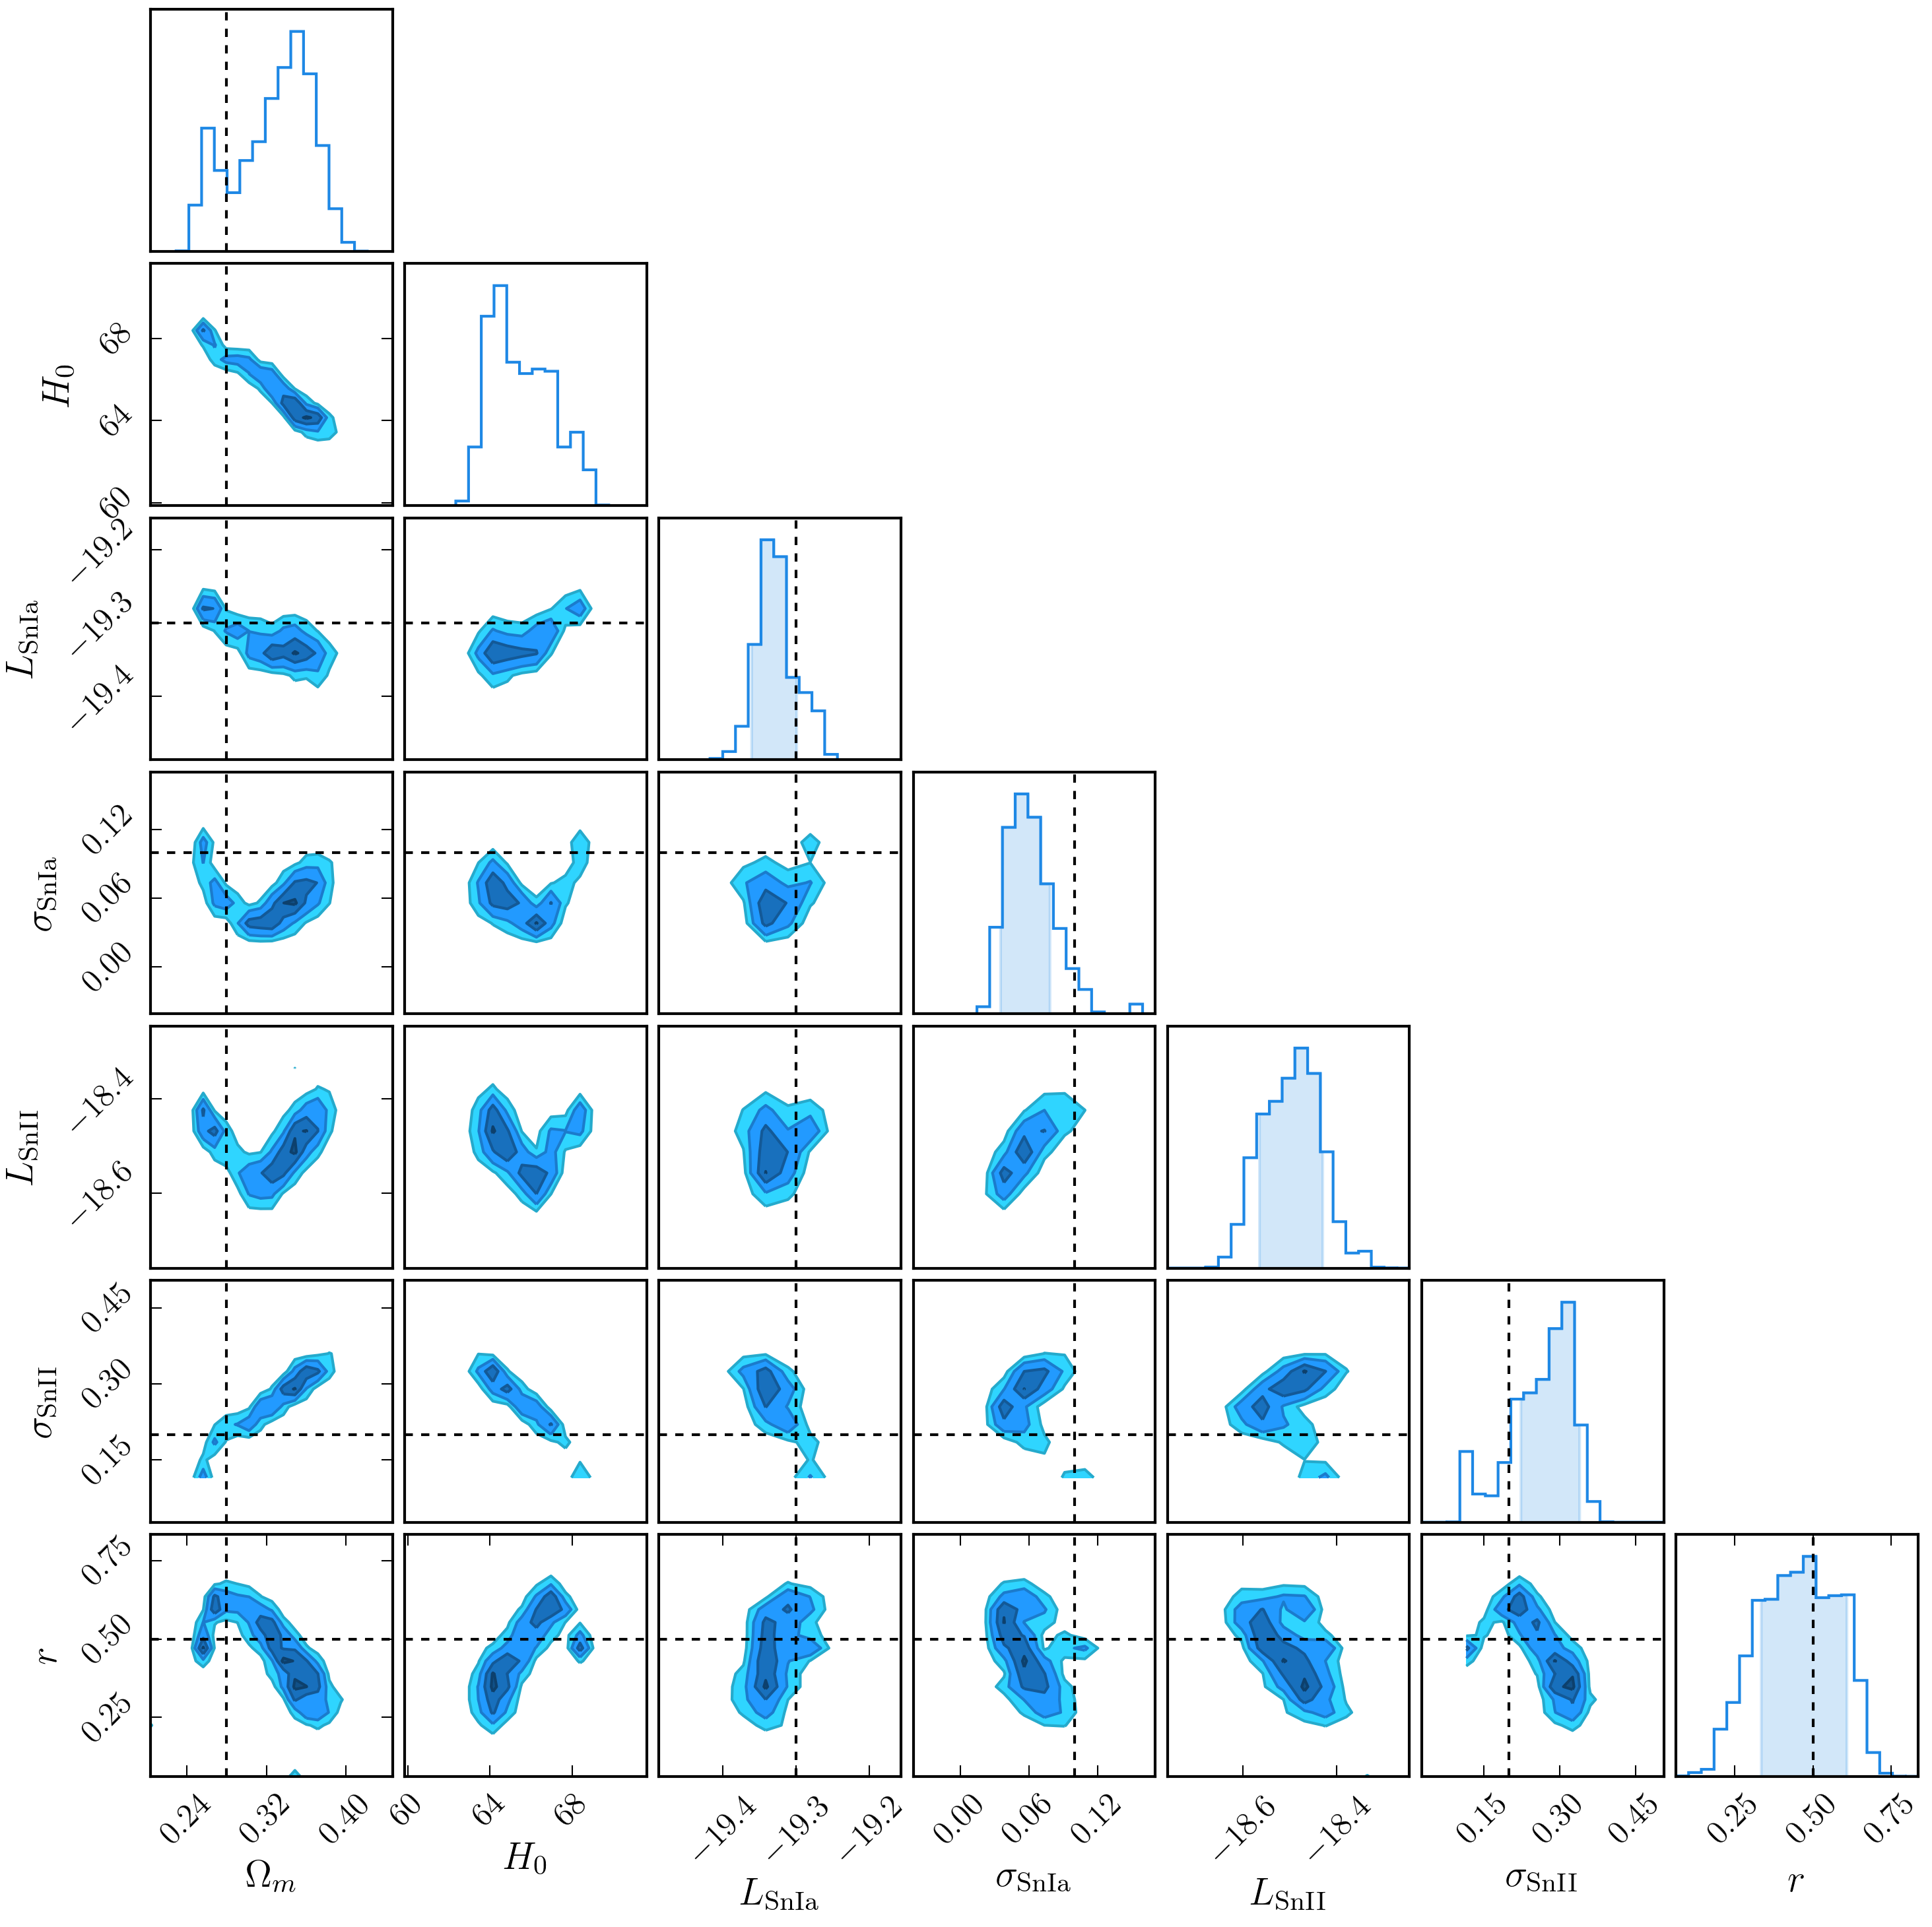 68
64
60
H₀
−19.2
−19.3
−19.4
L_SnIa
0.12
0.06
0.00
σ_SnIa
−18.4
−18.6
L_SnII
0.45
0.30
0.15
σ_SnII
0.75
0.50
0.25
r
0.24 0.32 0.40 60 64 68 −19.4 −19.3 −19.2 0.00 0.06 0.12 −18.6 −18.4 0.15 0.30 0.45 0.25 0.50 0.75
Ω_m H₀ L_SnIa σ_SnIa L_SnII σ_SnII r